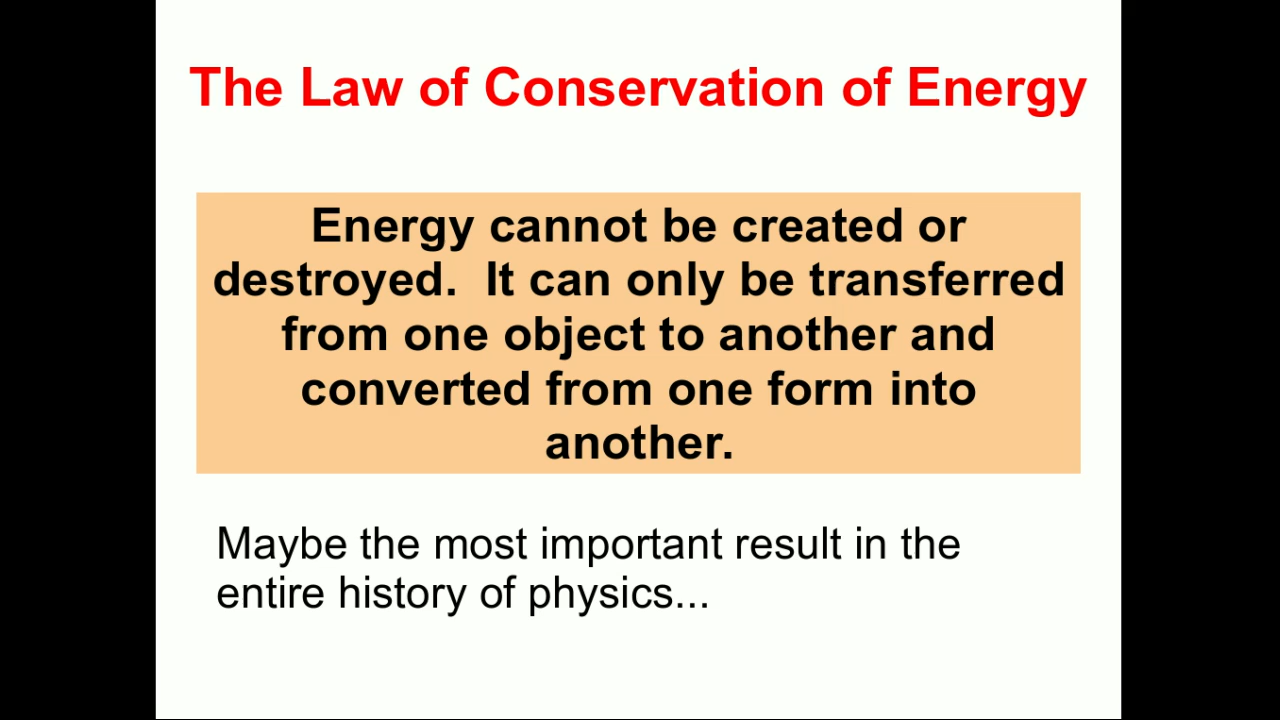 The Law of Conservation of Energy
Energy cannot be created or
destroyed.  It can only be transferred
from one object to another and
converted from one form into
another.
Maybe the most important result in the
entire history of physics...